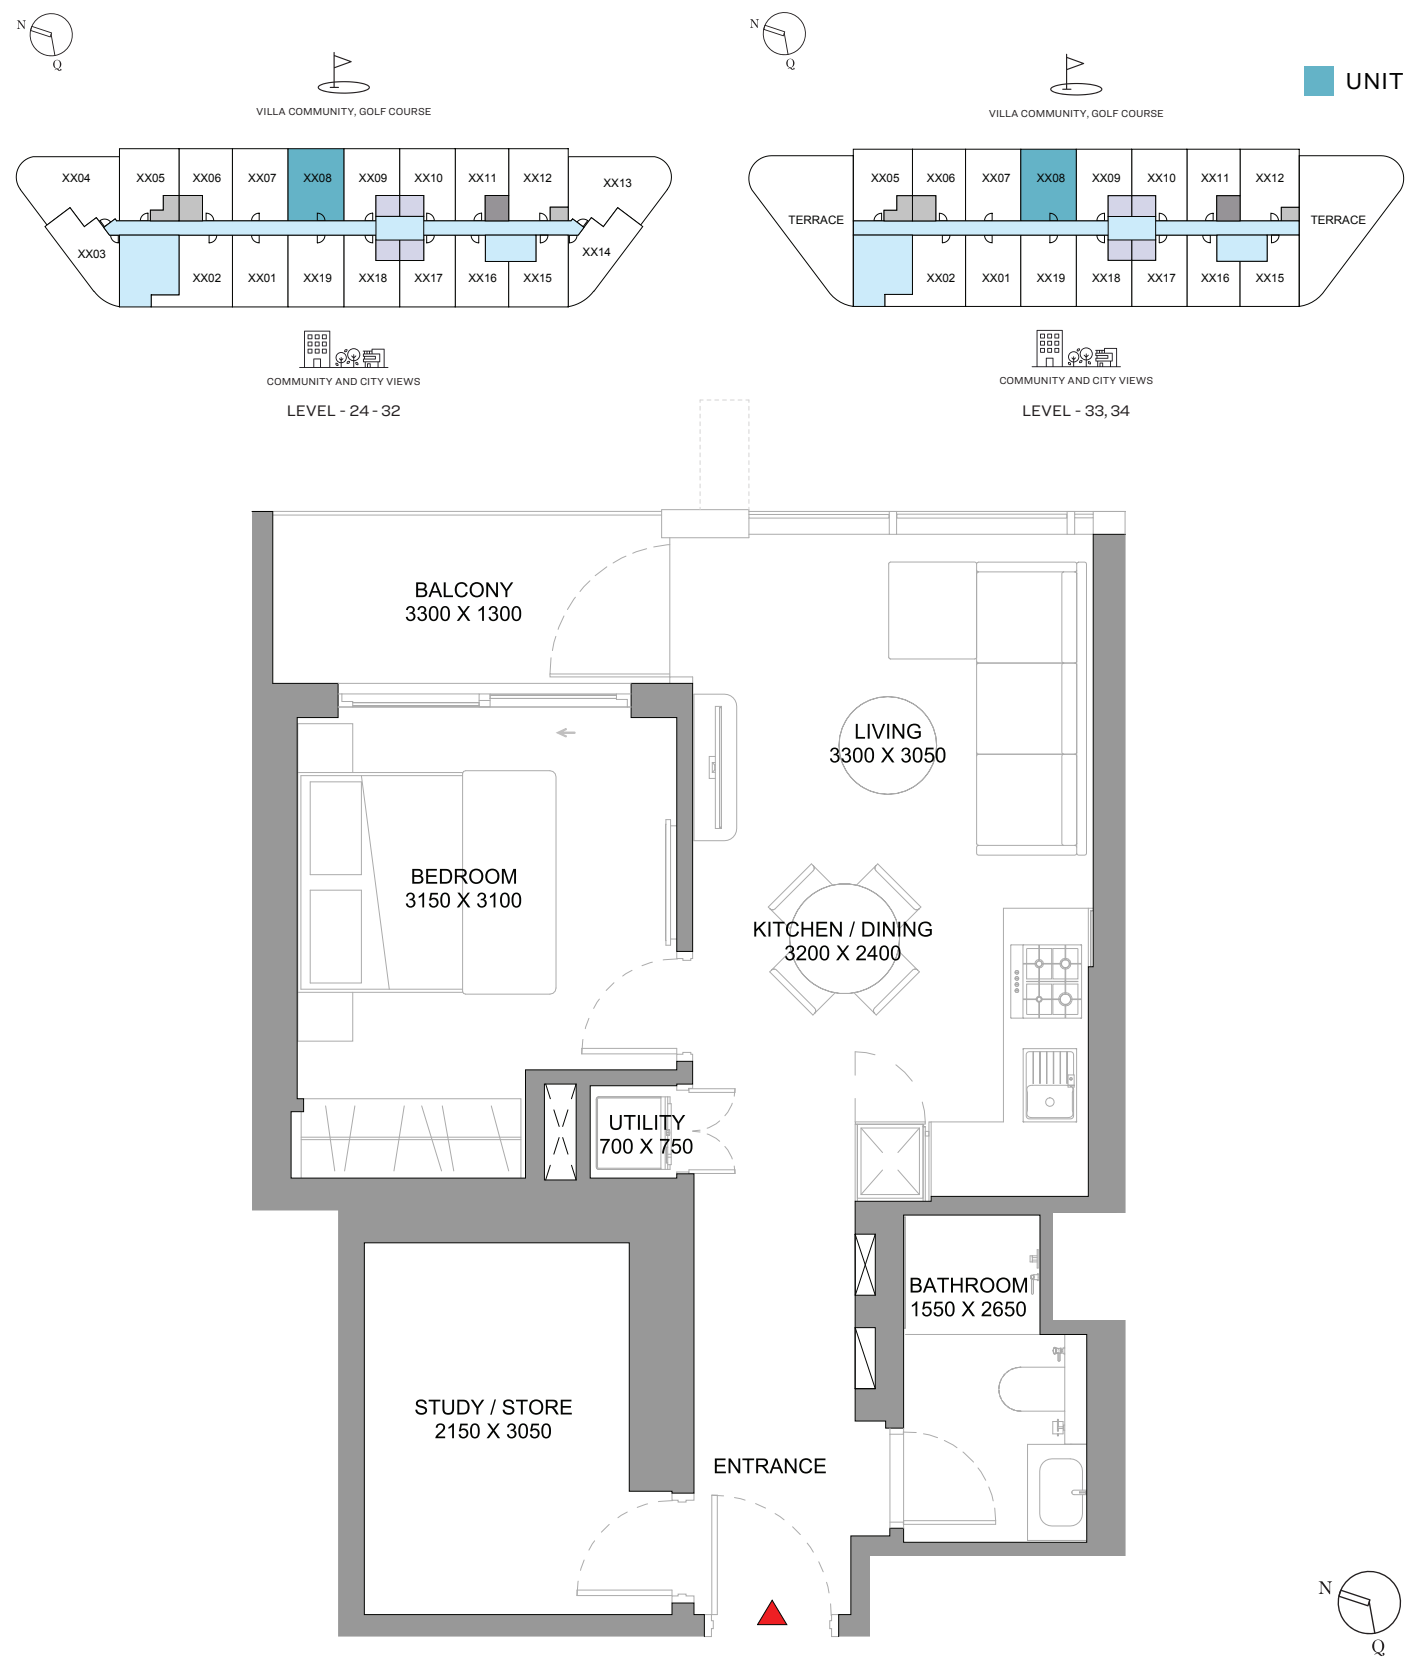 N
Q
VILLA COMMUNITY, GOLF COURSE
XX04
XX05
XX06
XX07
XX08
XX09
XX10
XX11
XX12
XX13
XX03
XX02
XX01
XX19
XX18
XX17
XX16
XX15
XX14
COMMUNITY AND CITY VIEWS
LEVEL - 24 - 32
N
Q
VILLA COMMUNITY, GOLF COURSE
UNIT
XX05
XX06
XX07
XX08
XX09
XX10
XX11
XX12
TERRACE
TERRACE
XX02
XX01
XX19
XX18
XX17
XX16
XX15
COMMUNITY AND CITY VIEWS
LEVEL - 33, 34
BALCONY
3300 X 1300
LIVING
3300 X 3050
BEDROOM
3150 X 3100
KITCHEN / DINING
3200 X 2400
UTILITY
700 X 750
BATHROOM
1550 X 2650
STUDY / STORE
2150 X 3050
ENTRANCE
N
Q